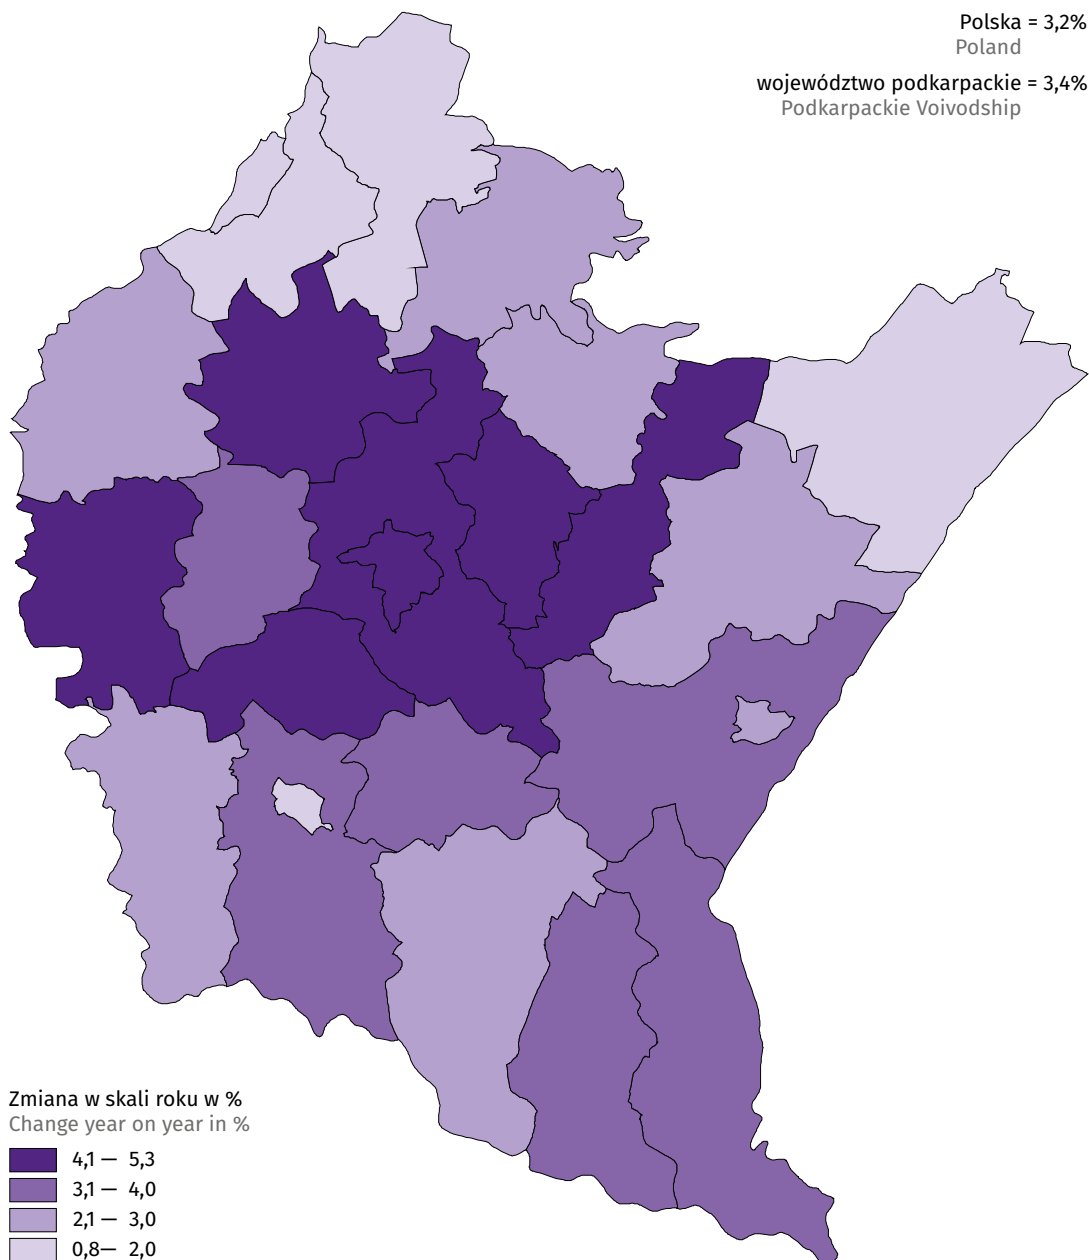 Polska = 3,2%
Poland
województwo podkarpackie = 3,4%
Podkarpackie Voivodship
Zmiana w skali roku w %
Change year on year in %
4,1 — 5,3
3,1 — 4,0
2,1 — 3,0
0,8— 2,0